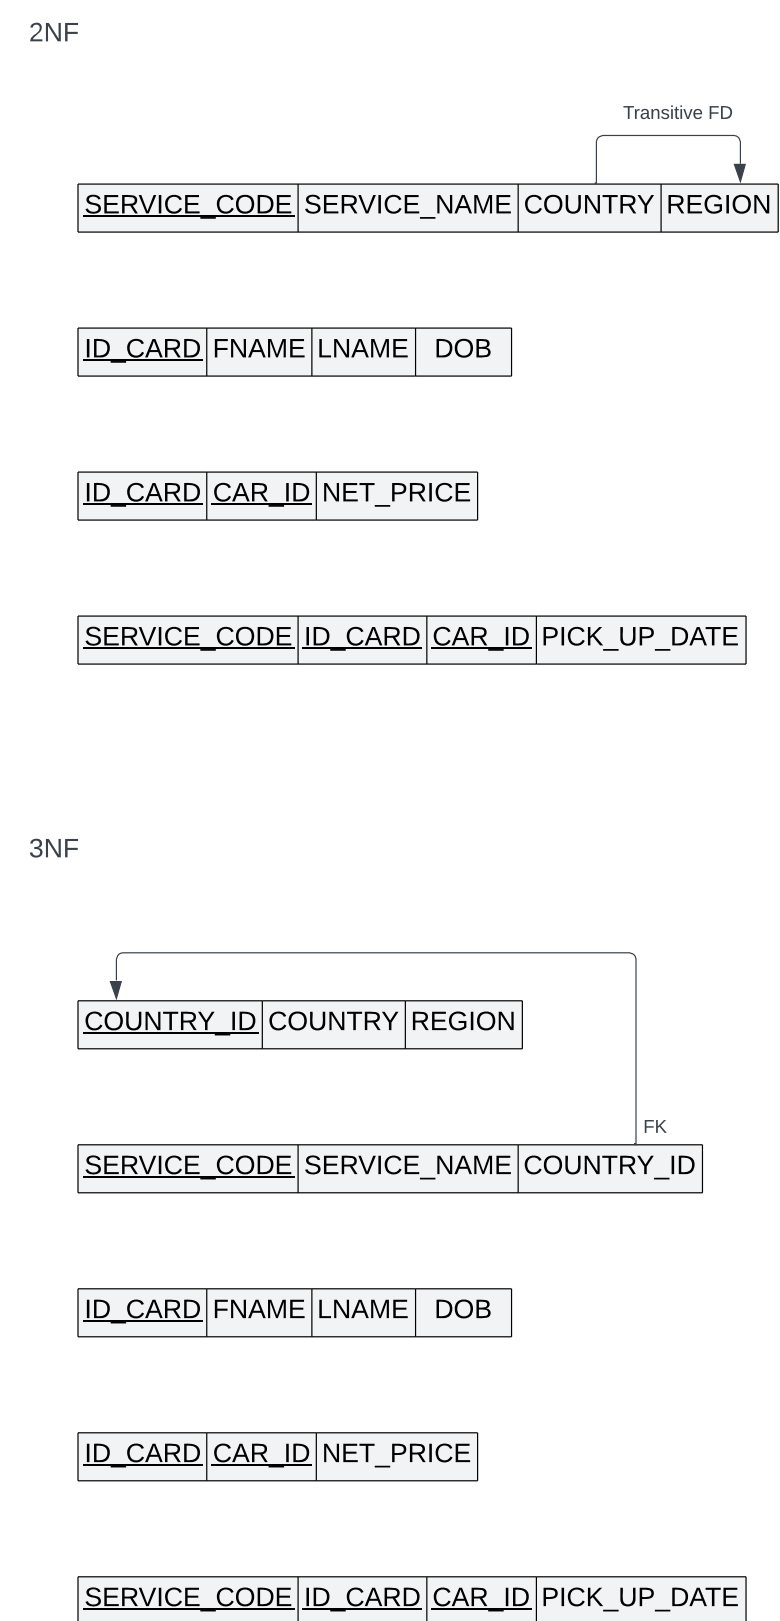 2NF
Transitive FD
SERVICE_CODE SERVICE_NAME COUNTRY REGION
ID_CARD FNAME LNAME DOB
ID_CARD CAR_ID NET_PRICE
SERVICE_CODE ID_CARD CAR_ID PICK_UP_DATE
3NF
COUNTRY_ID COUNTRY REGION
FK
SERVICE_CODE SERVICE_NAME COUNTRY_ID
ID_CARD FNAME LNAME DOB
ID_CARD CAR_ID NET_PRICE
SERVICE_CODE ID_CARD CAR_ID PICK_UP_DATE